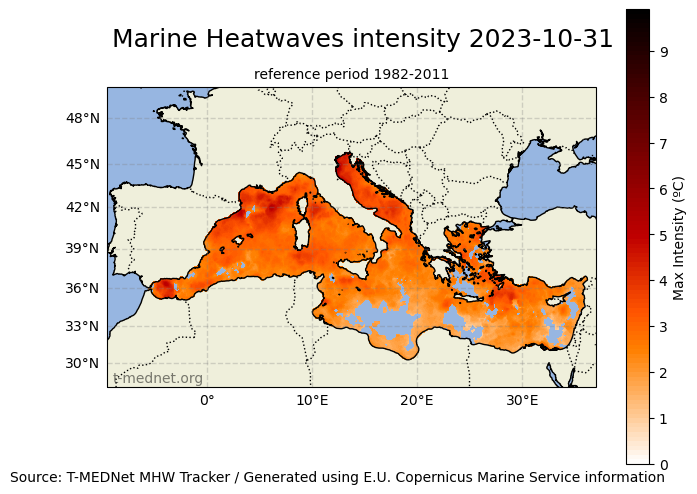 Marine Heatwaves intensity 2023-10-31
reference period 1982-2011
48°N
45°N
42°N
39°N
36°N
33°N
30°N
t-mednet.org
0°
10°E
20°E
30°E
9
8
7
6
5
4
3
2
1
0
Max Intensity (ºC)
Source: T-MEDNet MHW Tracker / Generated using E.U. Copernicus Marine Service information